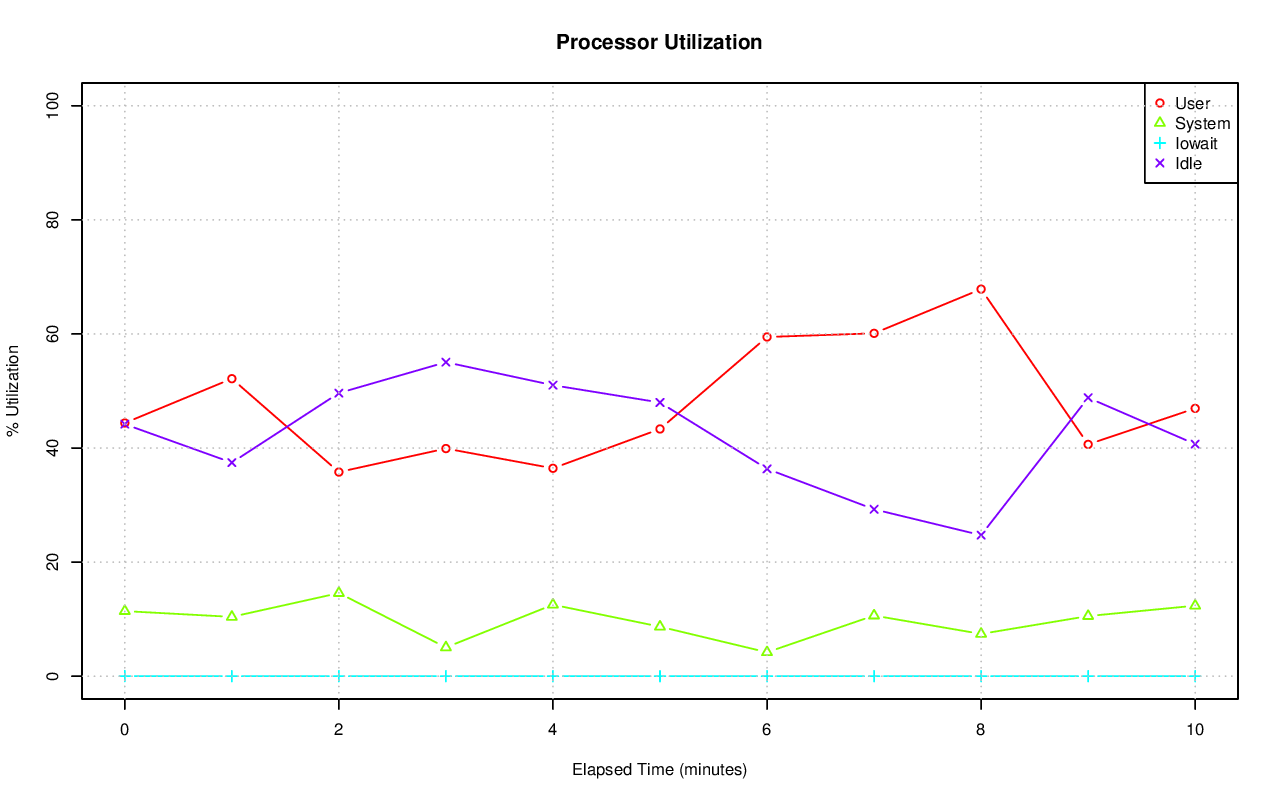 Processor Utilization
User
System
Iowait
Idle
% Utilization
100
80
60
40
20
0
0 2 4 6 8 10
Elapsed Time (minutes)